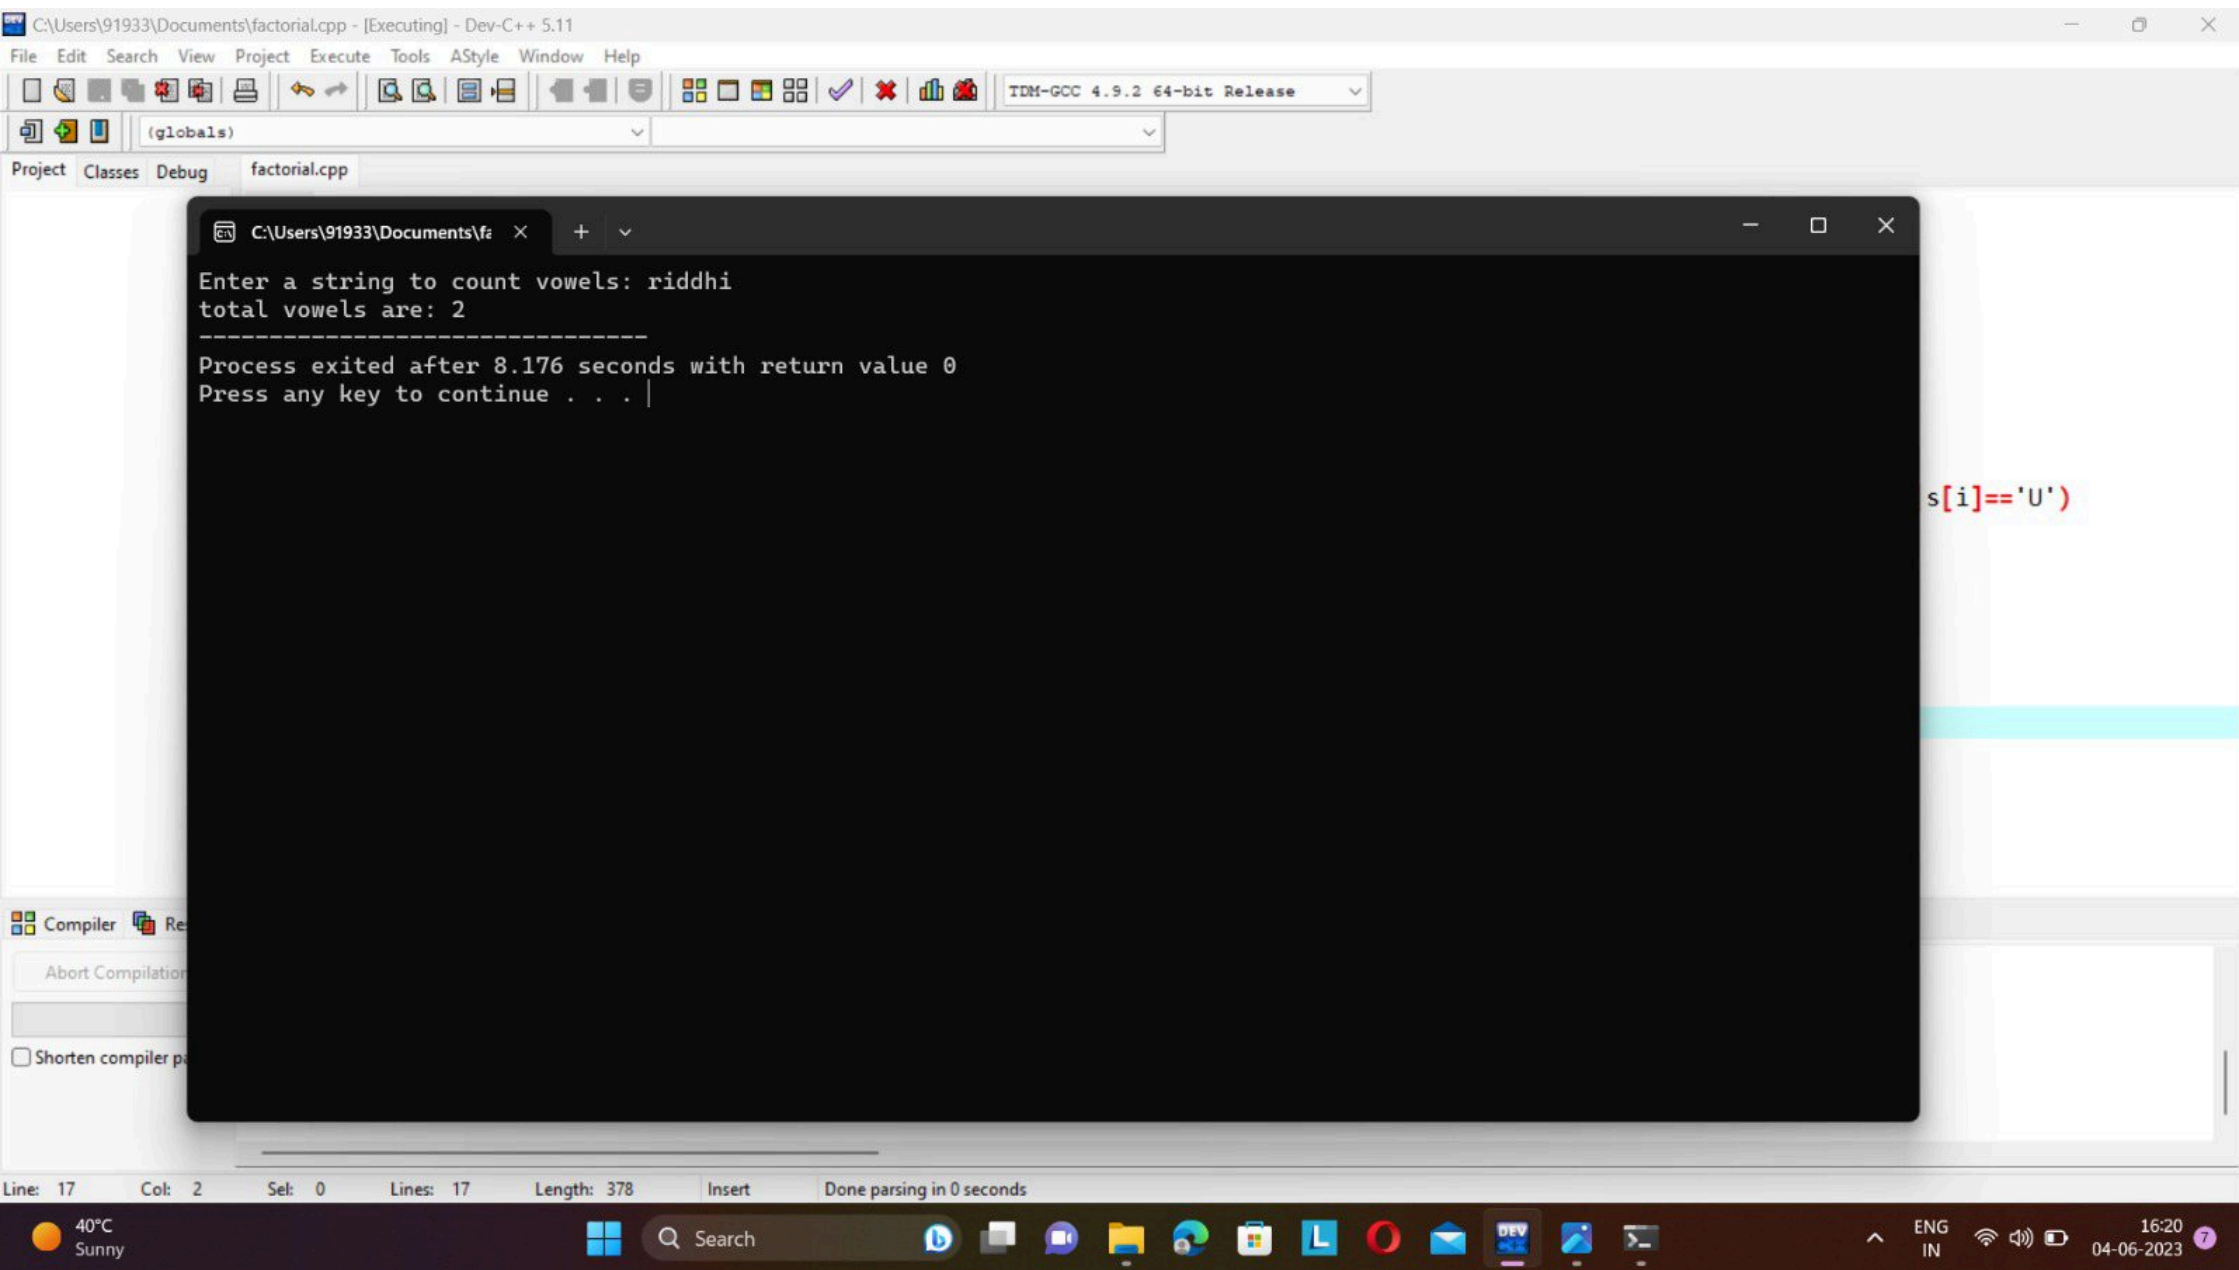 C:\Users\91933\Documents\factorial.cpp - [Executing] - Dev-C++ 5.11
File Edit Search View Project Execute Tools AStyle Window Help
TDM-GCC 4.9.2 64-bit Release
(globals)
Project Classes Debug factorial.cpp
C:\Users\91933\Documents\fa
Enter a string to count vowels: riddhi
total vowels are: 2
--------------------------------
Process exited after 8.176 seconds with return value 0
Press any key to continue . . .
s[i]=='U')
Compiler Re
Abort Compilation
Shorten compiler pa
Line: 17 Col: 2 Sel: 0 Lines: 17 Length: 378 Insert Done parsing in 0 seconds
40°C
Sunny
Search
DEV
ENG
IN
16:20
04-06-2023
7